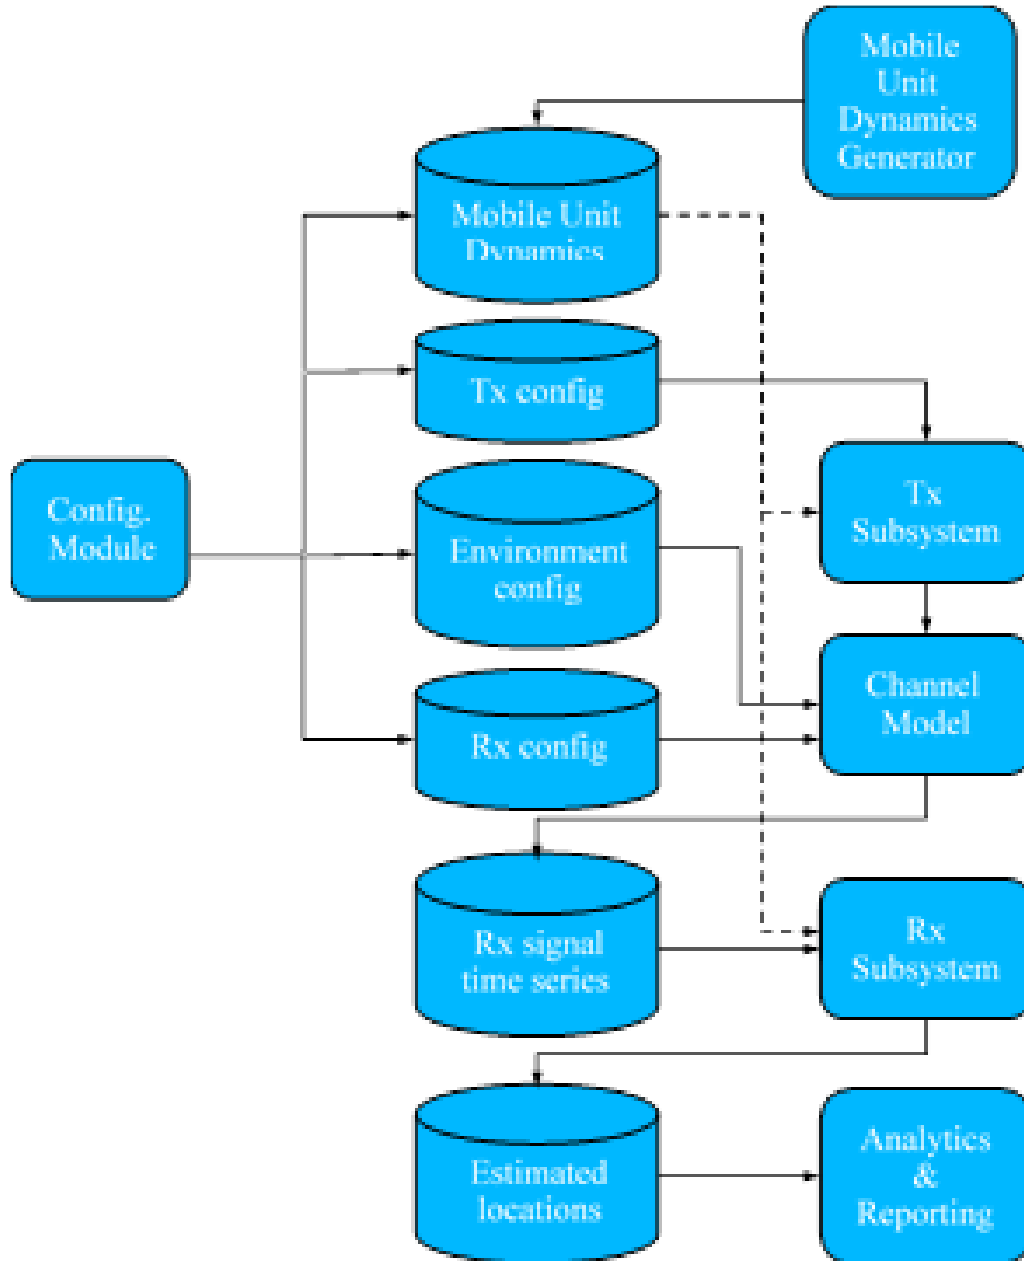 Mobile
Unit
Dynamics
Generator
Mobile Unit
Dynamics
Tx config
Config.
Module
Tx
Subsystem
Environment
config
Channel
Model
Rx config
Rx signal
time series
Rx
Subsystem
Estimated
locations
Analytics
&
Reporting